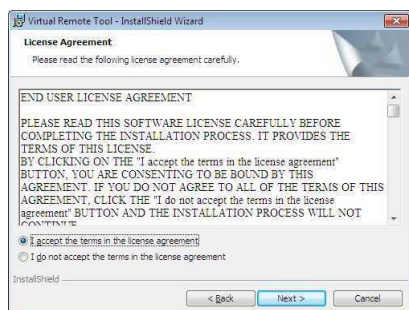 Virtual Remote Tool - InstallShield Wizard
License Agreement
Please read the following license agreement carefully.
END USER LICENSE AGREEMENT
PLEASE READ THIS SOFTWARE LICENSE CAREFULLY BEFORE
COMPLETING THE INSTALLATION PROCESS. IT PROVIDES THE
TERMS OF THIS LICENSE.
BY CLICKING ON THE "I accept the terms in the license agreement"
BUTTON, YOU ARE CONSENTING TO BE BOUND BY THIS
AGREEMENT. IF YOU DO NOT AGREE TO ALL OF THE TERMS OF THIS
AGREEMENT, CLICK THE "I do not accept the terms in the license
agreement" BUTTON AND THE INSTALLATION PROCESS WILL NOT
CONTINUE
I accept the terms in the license agreement
I do not accept the terms in the license agreement
InstallShield
< Back
Next >
Cancel